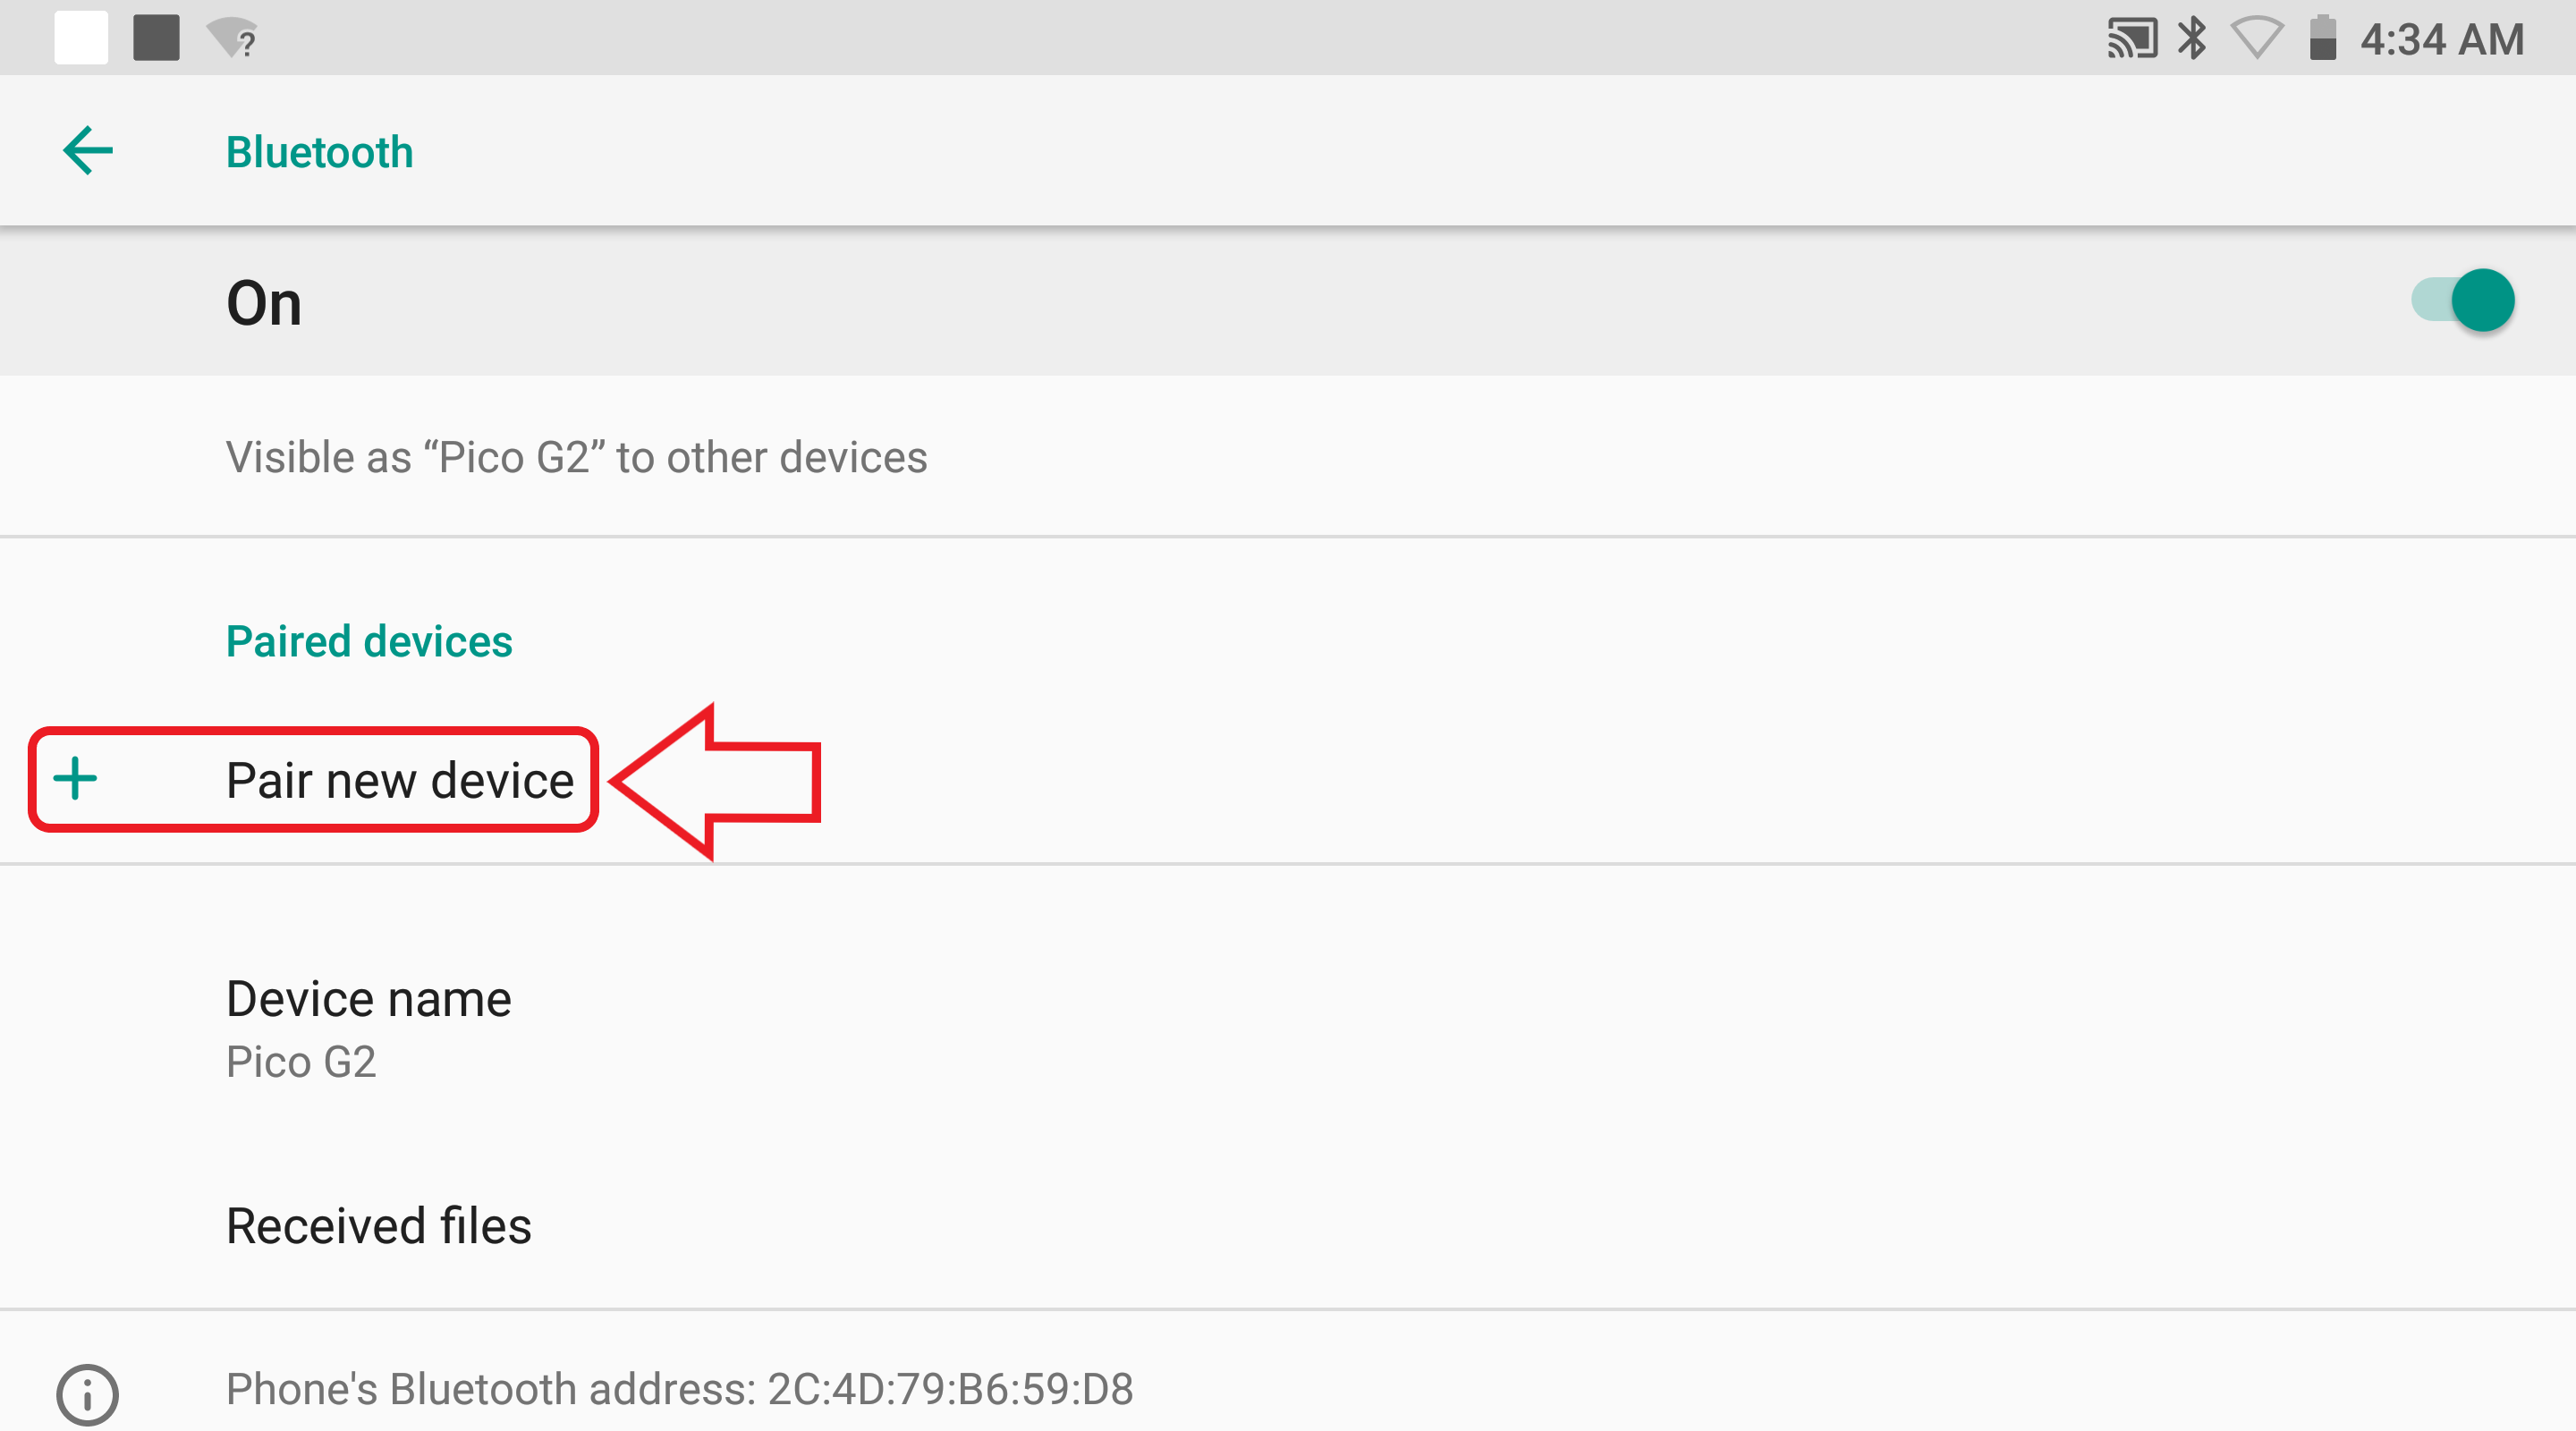 4:34 AM
Bluetooth
On
Visible as “Pico G2” to other devices
Paired devices
Pair new device
Device name
Pico G2
Received files
Phone's Bluetooth address: 2C:4D:79:B6:59:D8